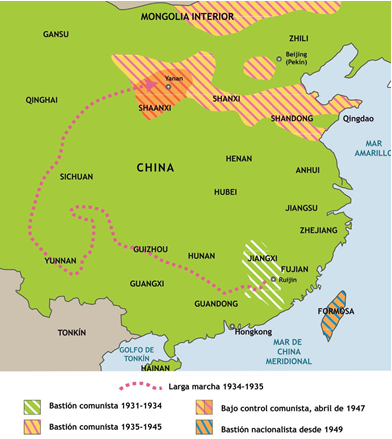 MONGOLIA INTERIOR
GANSU
ZHILI
Beijing
(Pekín)
Yanan
QINGHAI
SHAANXI
SHANXI
SHANDONG
Qingdao
MAR
AMARILLO
CHINA
HENAN
ANHUI
SICHUAN
HUBEI
JIANGSU
ZHEJIANG
YUNNAN
GUIZHOU
HUNAN
JIANGXI
FUJIAN
Ruijin
GUANGXI
GUANDONG
FORMOSA
TONKÍN
Hongkong
GOLFO DE
TONKÍN
MAR DE
CHINA
MERIDIONAL
HAINAN
Larga marcha 1934-1935
Bastión comunista 1931-1934
Bajo control comunista, abril de 1947
Bastión comunista 1935-1945
Bastión nacionalista desde 1949